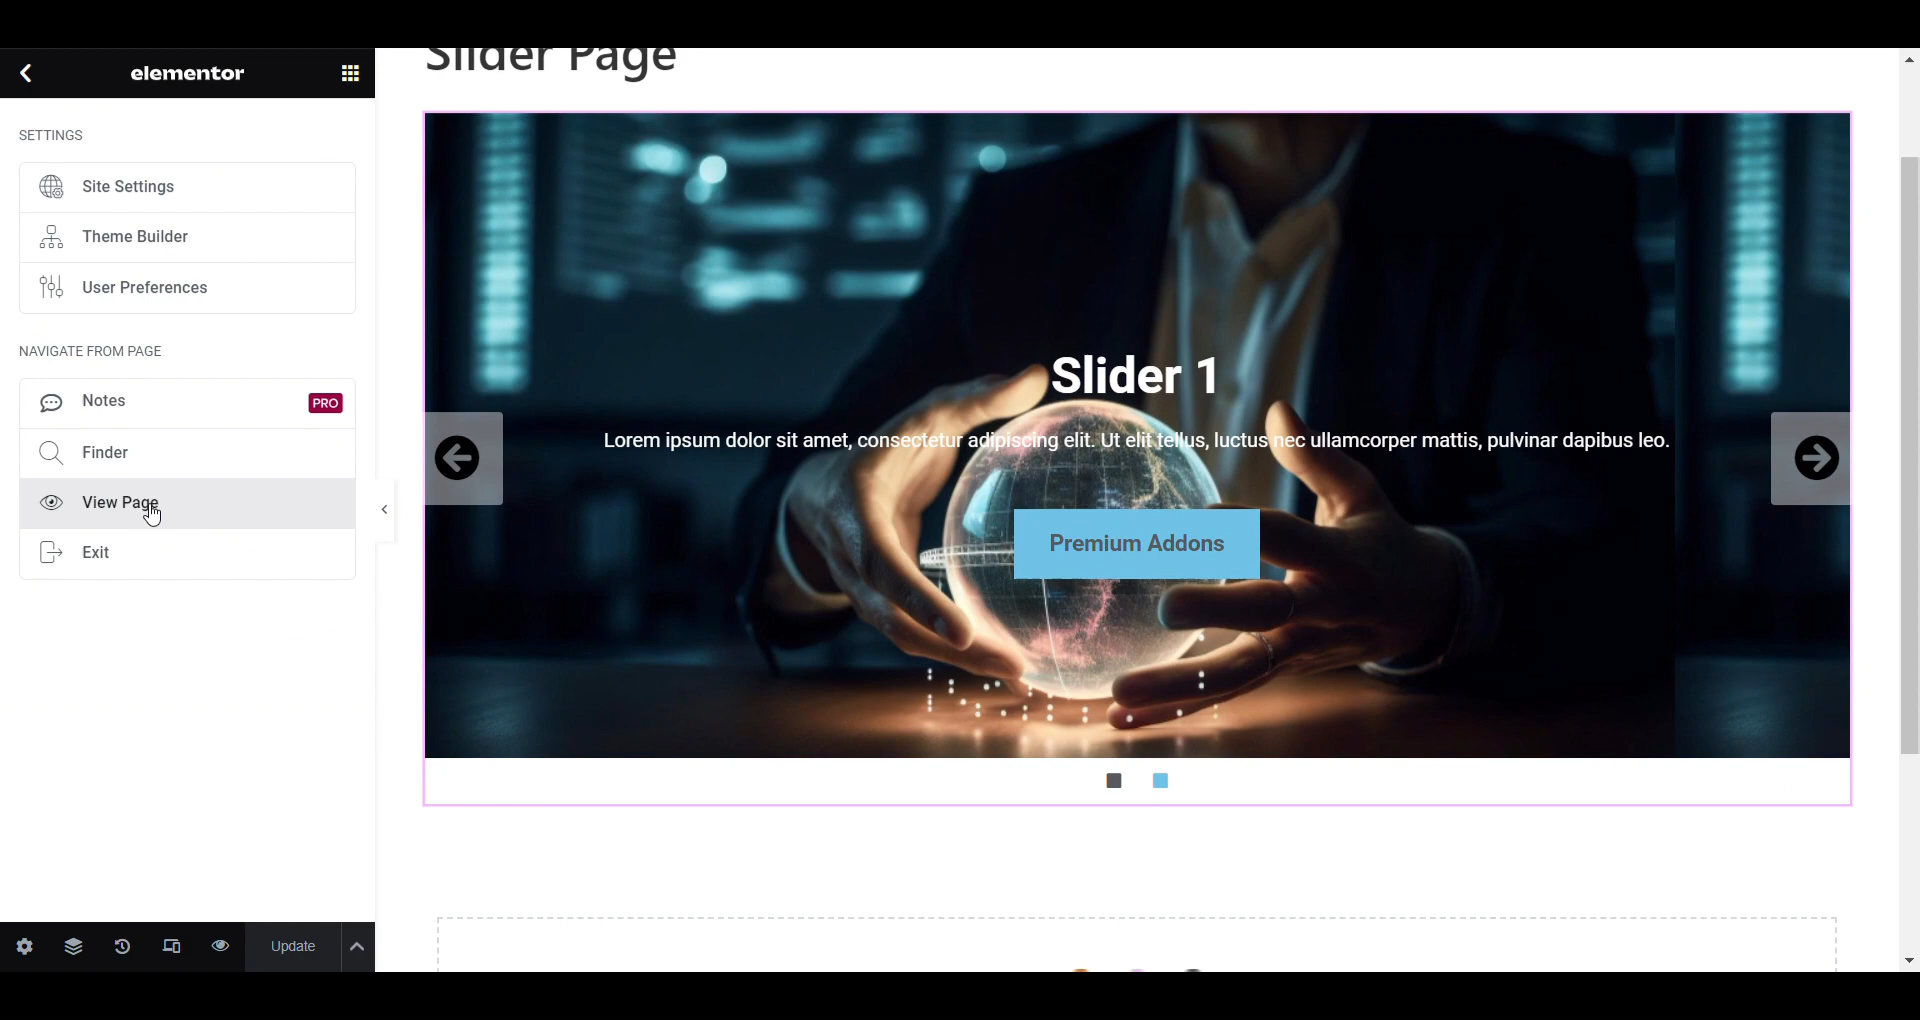 elementor
SETTINGS
Site Settings
Theme Builder
User Preferences
NAVIGATE FROM PAGE
Notes PRO
Finder
View Page
Exit
Update
Slider Page
Slider 1
Lorem ipsum dolor sit amet, consectetur adipiscing elit. Ut elit tellus, luctus nec ullamcorper mattis, pulvinar dapibus leo.
Premium Addons